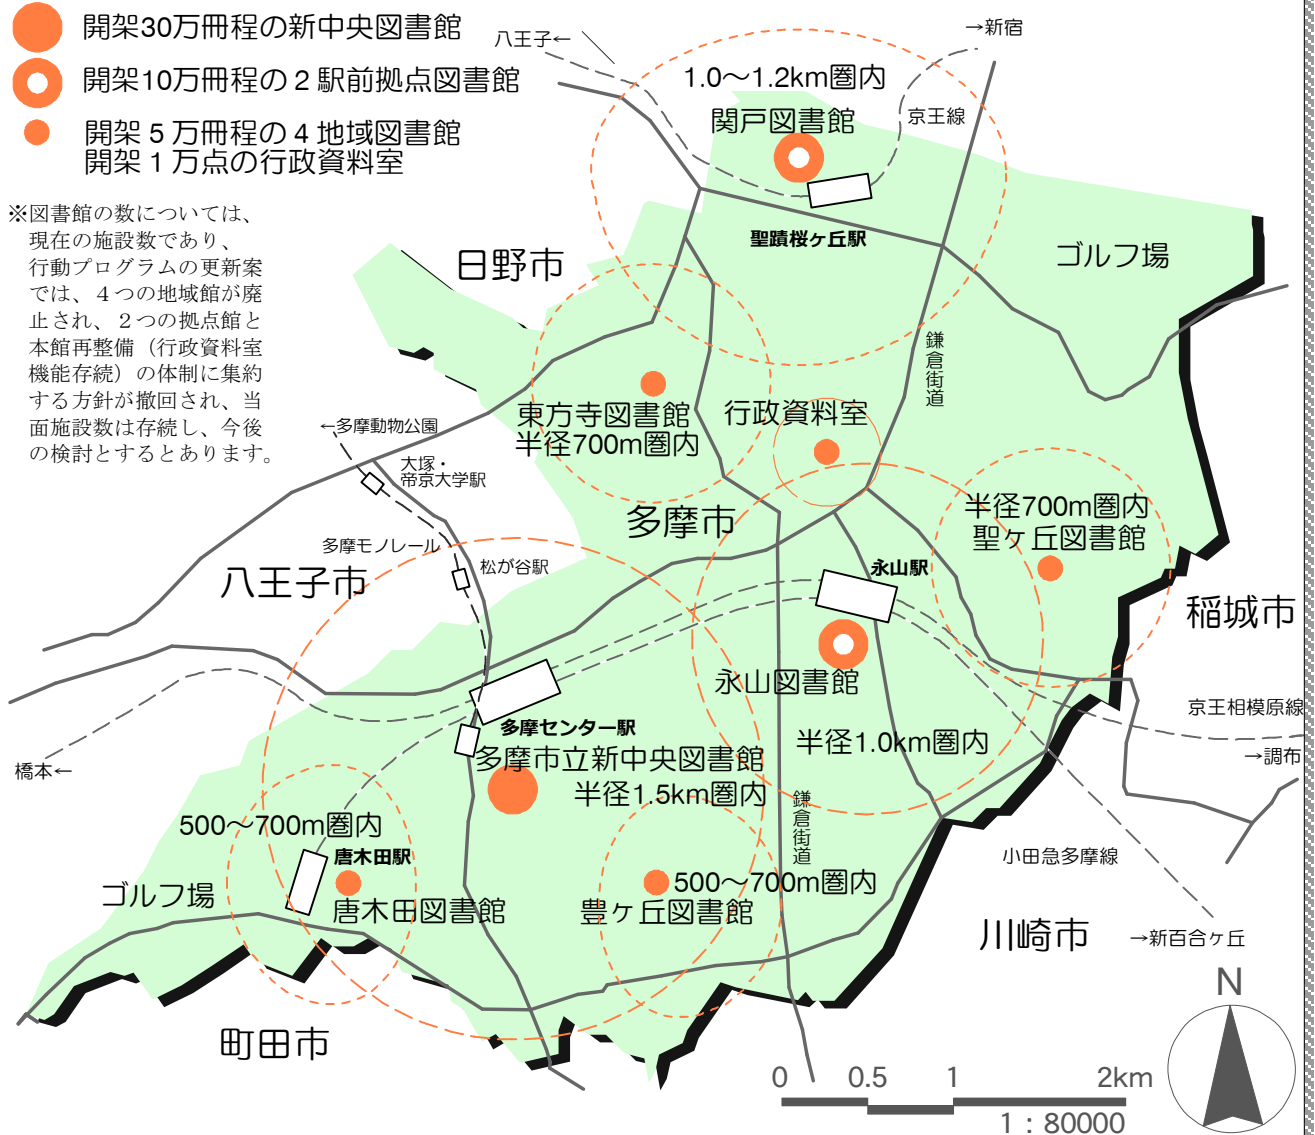 開架30万冊程の新中央図書館
開架10万冊程の２駅前拠点図書館
開架５万冊程の４地域図書館
開架１万点の行政資料室
※図書館の数については、
現在の施設数であり、
行動プログラムの更新案
では、４つの地域館が廃
止され、２つの拠点館と
本館再整備（行政資料室
機能存続）の体制に集約
する方針が撤回され、当
面施設数は存続し、今後
の検討とするとあります。
八王子←
→新宿
1.0〜1.2km圏内
関戸図書館
京王線
聖蹟桜ヶ丘駅
ゴルフ場
日野市
鎌倉街道
東方寺図書館
半径700m圏内
行政資料室
←多摩動物公園
大塚・
帝京大学駅
多摩市
半径700m圏内
聖ヶ丘図書館
多摩モノレール
松が谷駅
永山駅
八王子市
稲城市
永山図書館
京王相模原線
多摩センター駅
多摩市立新中央図書館
半径1.0km圏内
→調布
橋本←
半径1.5km圏内
鎌倉街道
500〜700m圏内
唐木田駅
小田急多摩線
ゴルフ場
唐木田図書館
500〜700m圏内
豊ヶ丘図書館
川崎市
→新百合ヶ丘
町田市
N
0 0.5 1 2km
1：80000